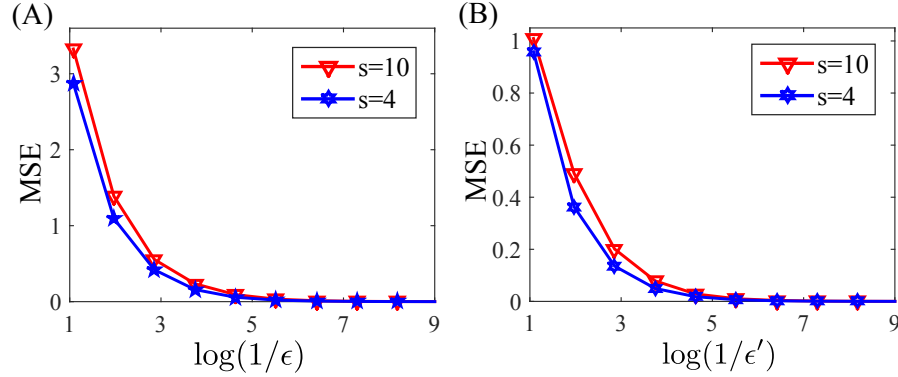 (A)
MSE
3
2
1
0
s=10
s=4
1 3 5 7 9
log(1/ϵ)
(B)
MSE
1
0.8
0.6
0.4
0.2
0
s=10
s=4
1 3 5 7 9
log(1/ϵ′)